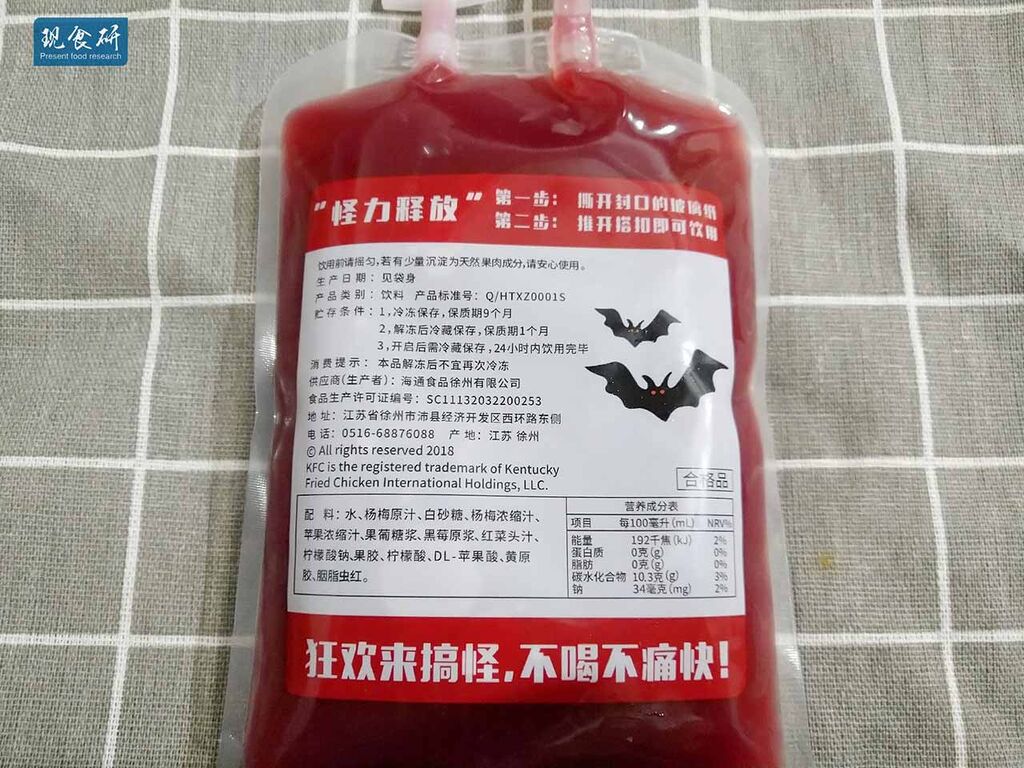 现食研
Present food research
“怪力释放” 第一步：撕开封口的玻璃纸
第二步：推开搭扣即可饮用
饮用前请摇匀,若有少量沉淀为天然果肉成分,请安心使用。
生产日期：见袋身
产品类别：饮料 产品标准号：Q/HTXZ0001S
贮存条件：1,冷冻保存,保质期9个月
2,解冻后冷藏保存,保质期1个月
3,开启后需冷藏保存,24小时内饮用完毕
消费提示：本品解冻后不宜再次冷冻
供应商(生产者)：海通食品徐州有限公司
食品生产许可证编号：SC11132032200253
地址：江苏省徐州市沛县经济开发区西环路东侧
电话：0516-68876088 产地：江苏 徐州
© All rights reserved 2018
KFC is the registered trademark of Kentucky
Fried Chicken International Holdings, LLC.
合格品
配料：水、杨梅原汁、白砂糖、杨梅浓缩汁、
苹果浓缩汁、果葡糖浆、黑莓原浆、红菜头汁、
柠檬酸钠、果胶、柠檬酸、DL-苹果酸、黄原
胶、胭脂虫红。
营养成分表
项目 每100毫升(mL) NRV%
能量 192千焦(kJ) 2%
蛋白质 0克(g) 0%
脂肪 0克(g) 0%
碳水化合物 10.3克(g) 3%
钠 34毫克(mg) 2%
狂欢来搞怪,不喝不痛快!